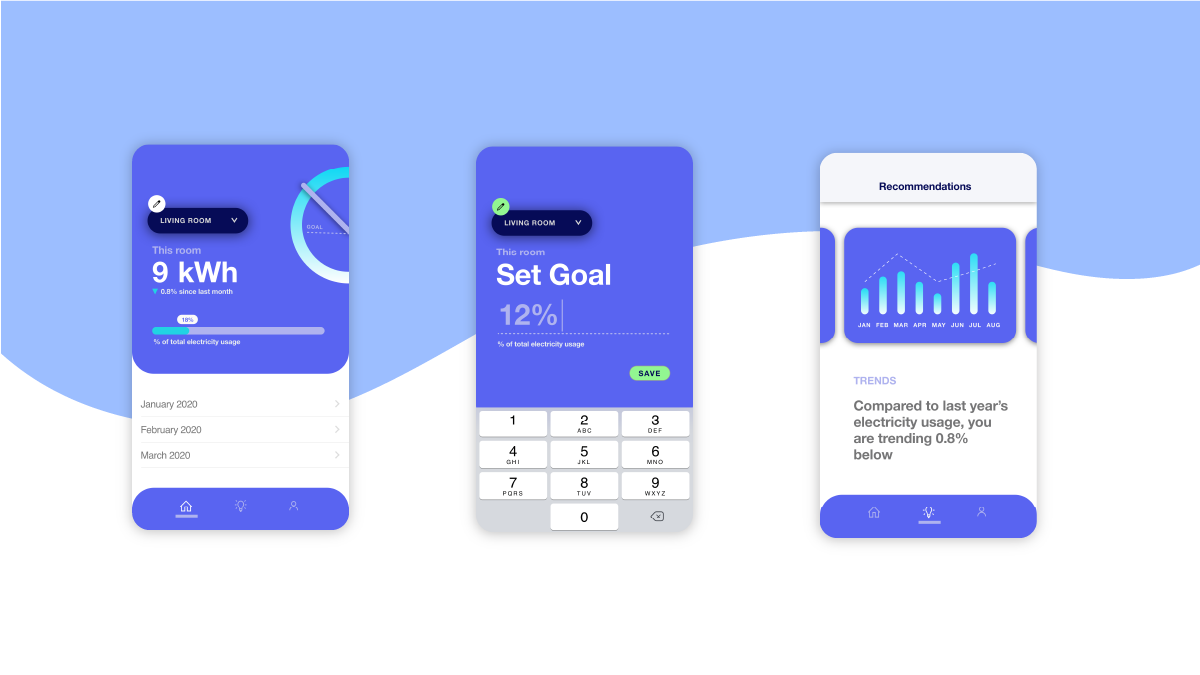 LIVING ROOM
GOAL
This room
9 kWh
0.8% since last month
18%
% of total electricity usage
January 2020
February 2020
March 2020
LIVING ROOM
This room
Set Goal
12%
% of total electricity usage
SAVE
1 2 3
ABC DEF
4 5 6
GHI JKL MNO
7 8 9
PQRS TUV WXYZ
0
Recommendations
JAN FEB MAR APR MAY JUN JUL AUG
TRENDS
Compared to last year’s
electricity usage, you
are trending 0.8%
below